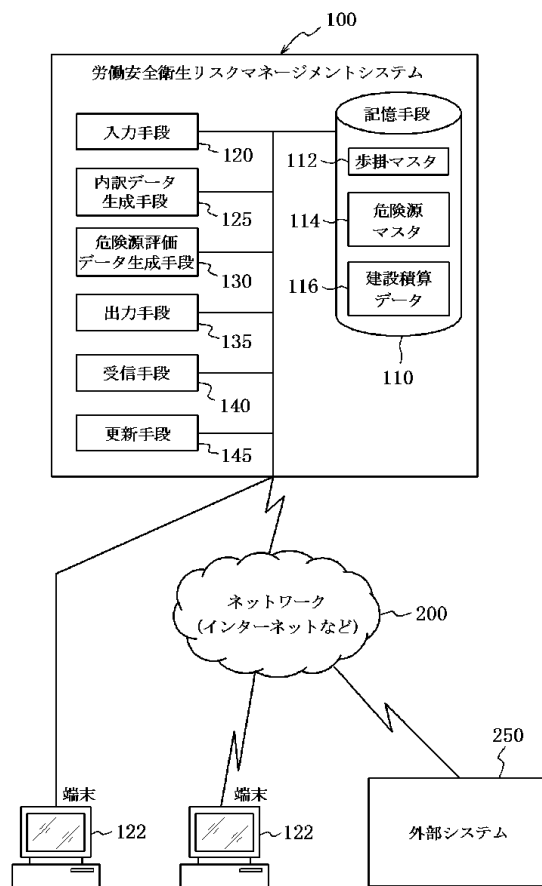 100
労働安全衛生リスクマネージメントシステム
入力手段
120
内訳データ
生成手段
125
危険源評価
データ生成手段
130
出力手段
135
受信手段
140
更新手段
145
記憶手段
112
歩掛マスタ
114
危険源
マスタ
116
建設積算
データ
110
ネットワーク
(インターネットなど)
200
端末
122
端末
122
250
外部システム